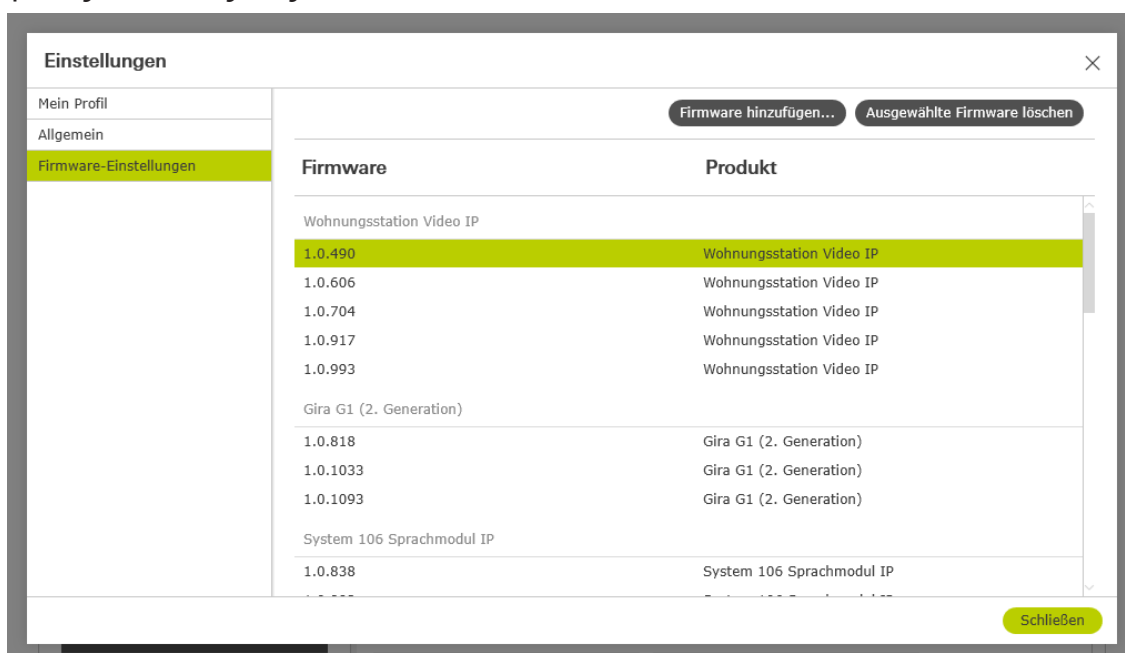 Einstellungen
Mein Profil
Allgemein
Firmware-Einstellungen
Firmware hinzufügen... Ausgewählte Firmware löschen
Firmware Produkt
Wohnungsstation Video IP
1.0.490 Wohnungsstation Video IP
1.0.606 Wohnungsstation Video IP
1.0.704 Wohnungsstation Video IP
1.0.917 Wohnungsstation Video IP
1.0.993 Wohnungsstation Video IP
Gira G1 (2. Generation)
1.0.818 Gira G1 (2. Generation)
1.0.1033 Gira G1 (2. Generation)
1.0.1093 Gira G1 (2. Generation)
System 106 Sprachmodul IP
1.0.838 System 106 Sprachmodul IP
Schließen